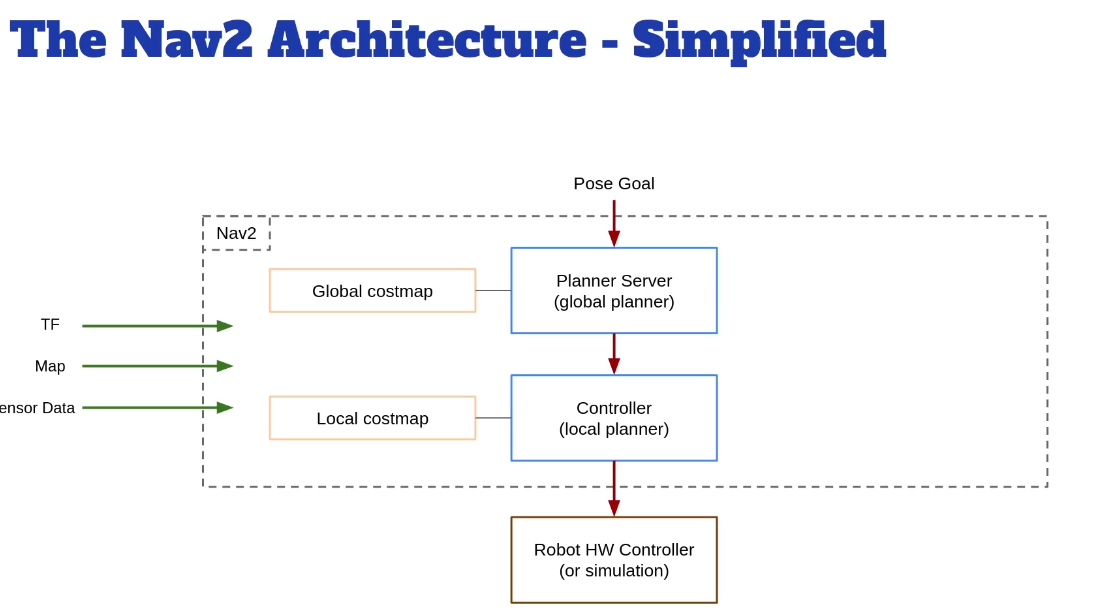 The Nav2 Architecture - Simplified
Pose Goal
Nav2
Planner Server
(global planner)
Global costmap
TF
Map
ensor Data
Controller
(local planner)
Local costmap
Robot HW Controller
(or simulation)